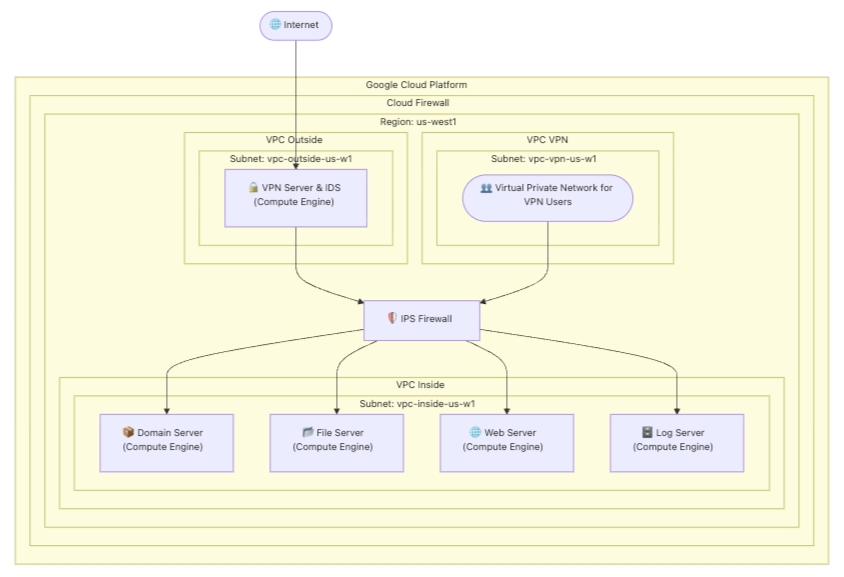 Internet
Google Cloud Platform
Cloud Firewall
Region: us-west1
VPC Outside
VPC VPN
Subnet: vpc-outside-us-w1
Subnet: vpc-vpn-us-w1
VPN Server & IDS
(Compute Engine)
Virtual Private Network for
VPN Users
IPS Firewall
VPC Inside
Subnet: vpc-inside-us-w1
Domain Server
(Compute Engine)
File Server
(Compute Engine)
Web Server
(Compute Engine)
Log Server
(Compute Engine)